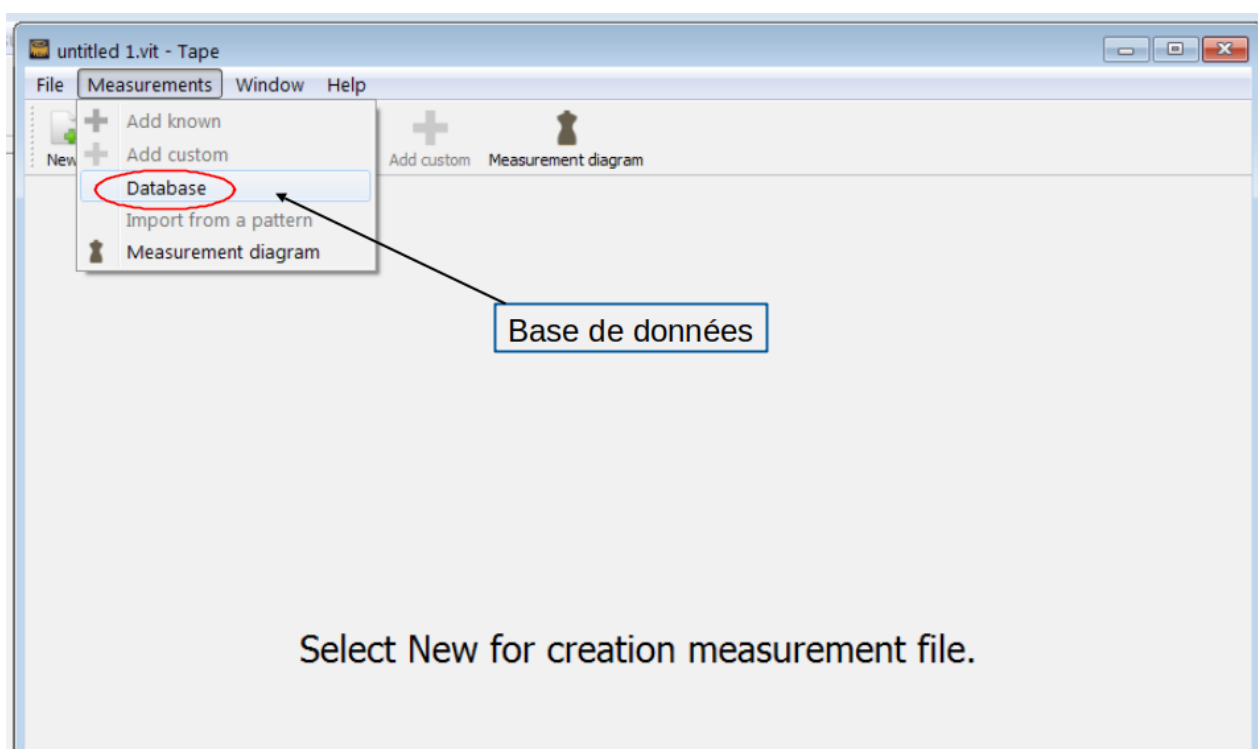 untitled 1.vit - Tape
File Measurements Window Help
Add known
Add custom
Database
Import from a pattern
Measurement diagram
New
Add custom Measurement diagram
Base de données
Select New for creation measurement file.